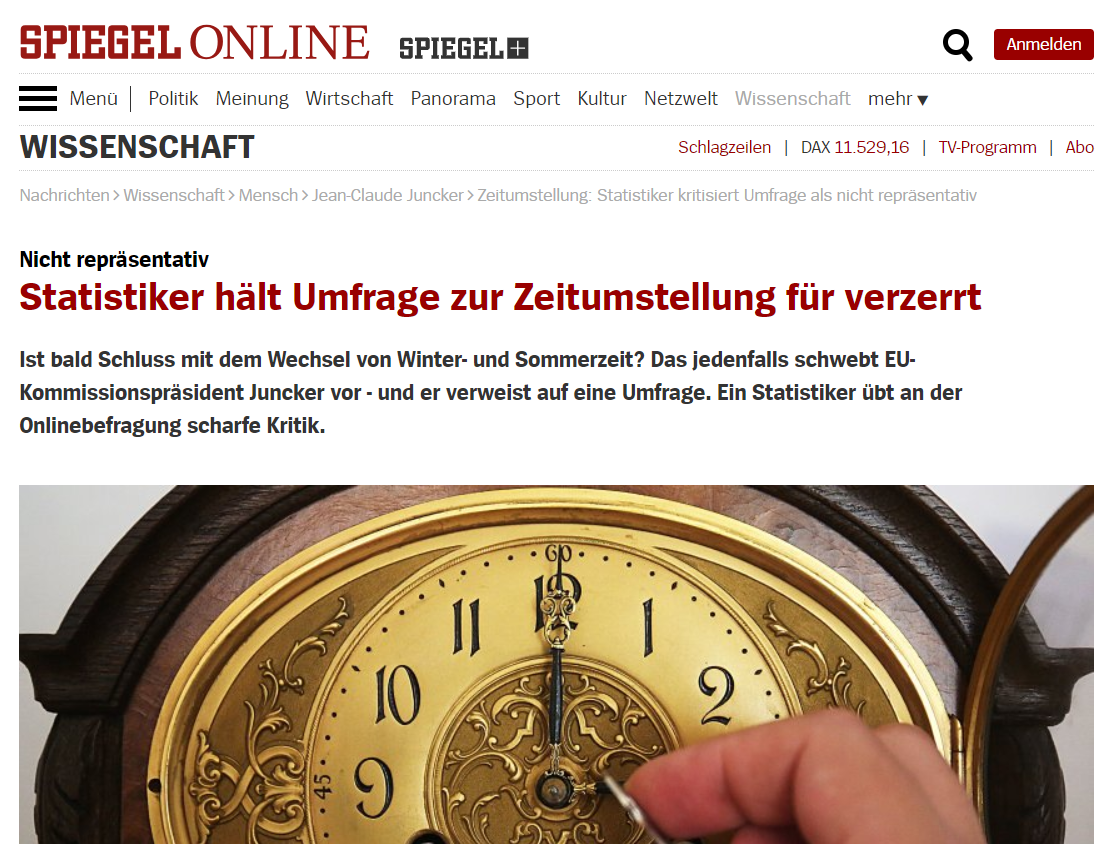 SPIEGEL ONLINE SPIEGEL+ Anmelden
Menü Politik Meinung Wirtschaft Panorama Sport Kultur Netzwelt Wissenschaft mehr ▼
WISSENSCHAFT Schlagzeilen | DAX 11.529,16 | TV-Programm | Abo
Nachrichten > Wissenschaft > Mensch > Jean-Claude Juncker > Zeitumstellung: Statistiker kritisiert Umfrage als nicht repräsentativ
Nicht repräsentativ
Statistiker hält Umfrage zur Zeitumstellung für verzerrt
Ist bald Schluss mit dem Wechsel von Winter- und Sommerzeit? Das jedenfalls schwebt EU-
Kommissionspräsident Juncker vor - und er verweist auf eine Umfrage. Ein Statistiker übt an der
Onlinebefragung scharfe Kritik.
60
12
11 1
10 2
9
45